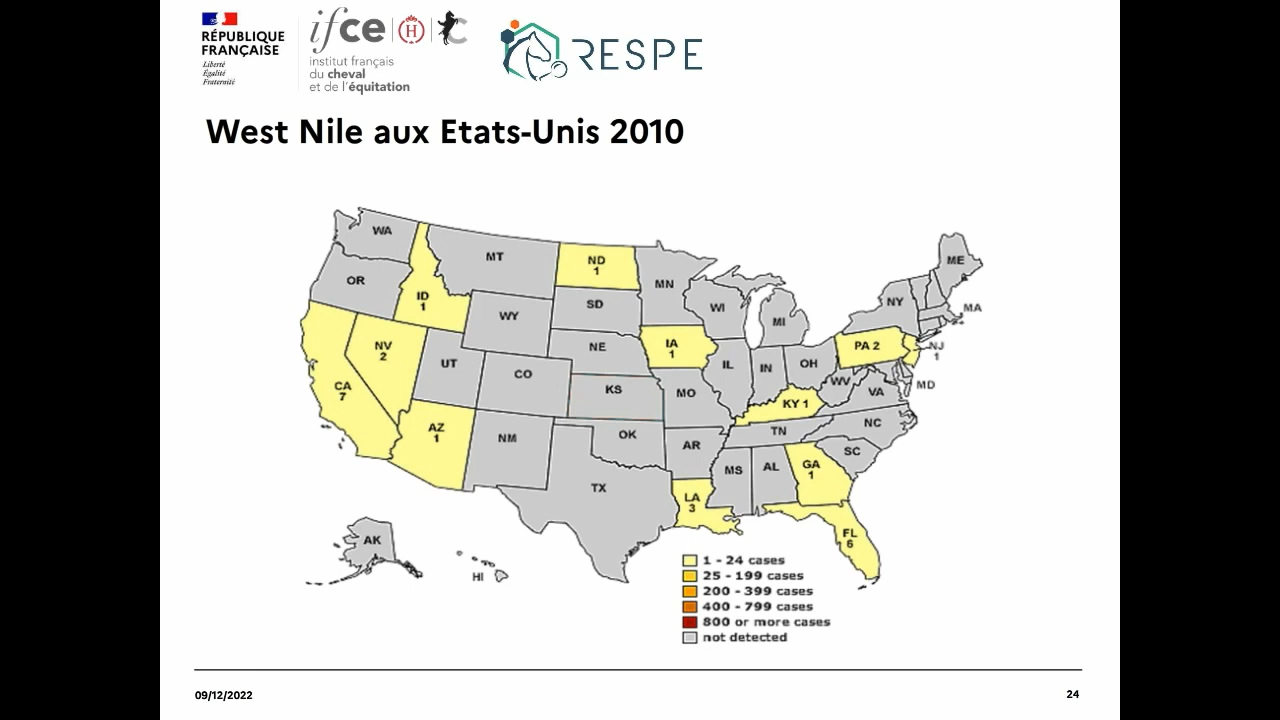 RÉPUBLIQUE
FRANÇAISE
Liberté
Égalité
Fraternité
ifce
H
institut français
du cheval
et de l'équitation
RESPE
West Nile aux Etats-Unis 2010
WA
MT
ND
1
MN
ME
OR
ID
1
SD
WI
MI
NY
MA
WY
NV
2
UT
NE
IA
1
IL
IN
OH
PA 2
NJ
1
CA
7
CO
KS
MO
WV
VA
MD
KY 1
AZ
1
NM
OK
AR
TN
NC
SC
MS
AL
GA
1
TX
LA
3
FL
6
AK
HI
1 - 24 cases
25 - 199 cases
200 - 399 cases
400 - 799 cases
800 or more cases
not detected
09/12/2022
24